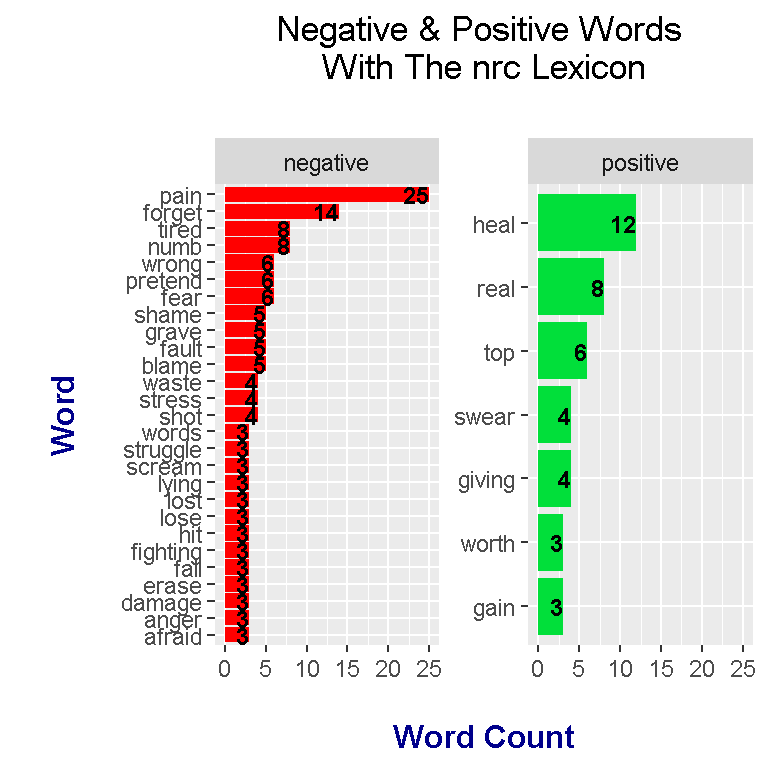 Negative & Positive Words
With The nrc Lexicon
negative
positive
Word
pain 25
forget 14
tired 8
numb 8
wrong 6
pretend 6
fear 6
shame 5
grave 5
fault 5
blame 5
waste 4
stress 4
shot 4
words 3
struggle 3
scream 3
lying 3
lost 3
lose 3
hit 3
fighting 3
fall 3
erase 3
damage 3
anger 3
afraid 3
0 5 10 15 20 25
heal 12
real 8
top 6
swear 4
giving 4
worth 3
gain 3
0 5 10 15 20 25
Word Count